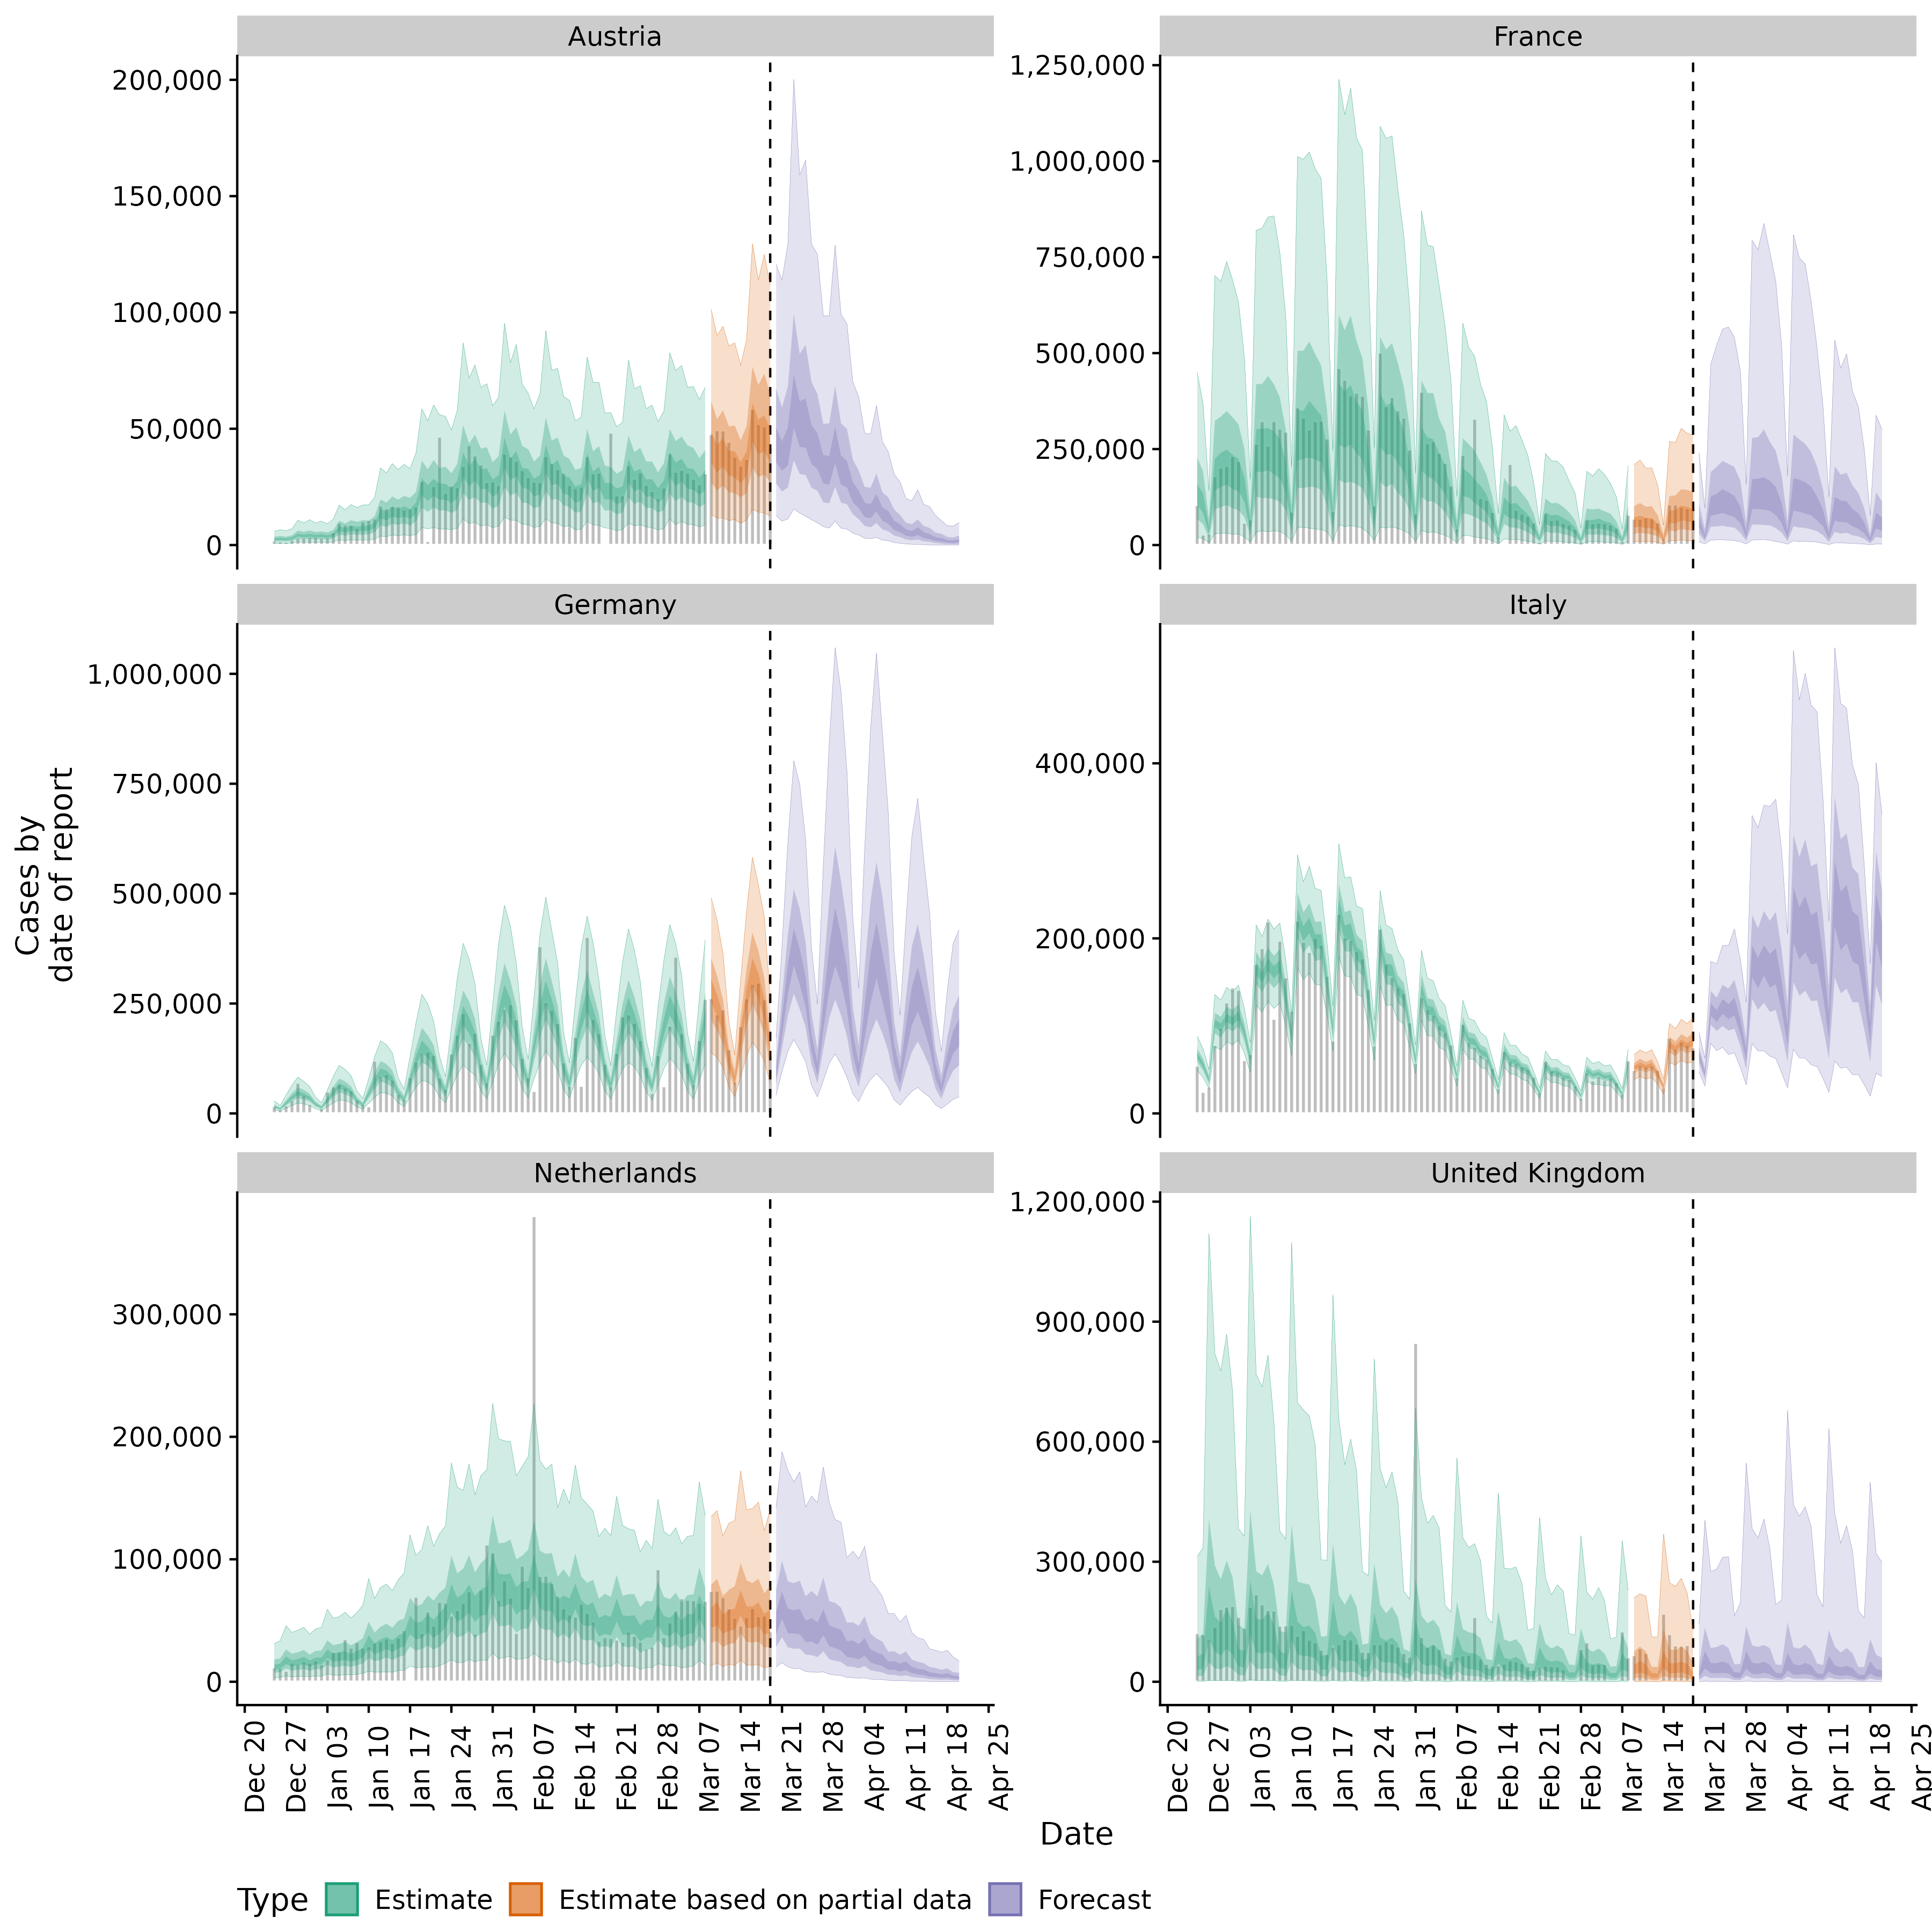 Austria
France
200,000
150,000
100,000
50,000
0
1,250,000
1,000,000
750,000
500,000
250,000
0
Germany
Italy
1,000,000
750,000
500,000
250,000
0
400,000
200,000
0
Netherlands
United Kingdom
300,000
200,000
100,000
0
1,200,000
900,000
600,000
300,000
0
Cases by
date of report
Dec 20
Dec 27
Jan 03
Jan 10
Jan 17
Jan 24
Jan 31
Feb 07
Feb 14
Feb 21
Feb 28
Mar 07
Mar 14
Mar 21
Mar 28
Apr 04
Apr 11
Apr 18
Apr 25
Dec 20
Dec 27
Jan 03
Jan 10
Jan 17
Jan 24
Jan 31
Feb 07
Feb 14
Feb 21
Feb 28
Mar 07
Mar 14
Mar 21
Mar 28
Apr 04
Apr 11
Apr 18
Apr 25
Date
Type Estimate Estimate based on partial data Forecast